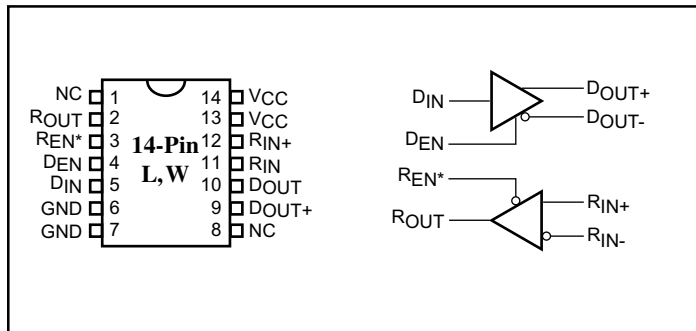 NC 1 14 VCC
ROUT 2 13 VCC
REN* 3 12 RIN+
DEN 4 11 RIN
DIN 5 10 DOUT
GND 6 9 DOUT+
GND 7 8 NC
14-Pin
L,W
DIN
DOUT+
DOUT-
DEN
REN*
ROUT
RIN+
RIN-